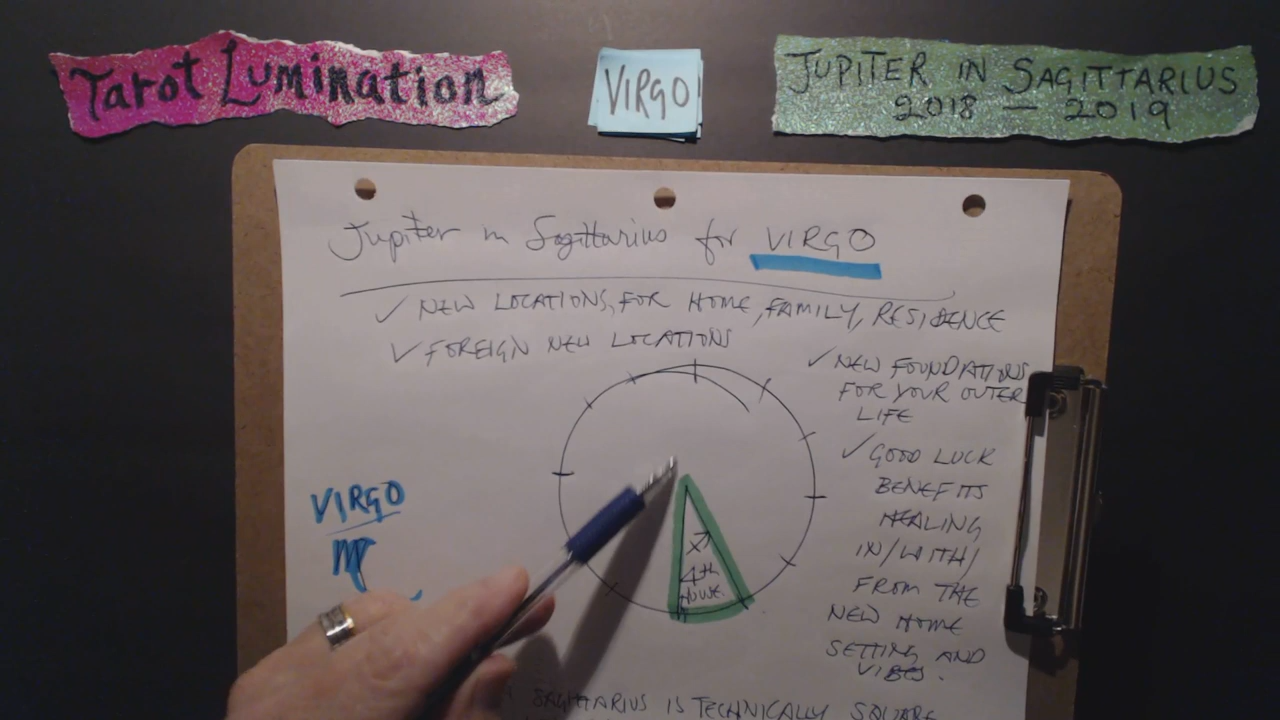 Tarot Lumination
VIRGO
JUPITER IN SAGITTARIUS
2018 — 2019
Jupiter in Sagittarius for VIRGO
✓ NEW LOCATIONS, FOR HOME, FAMILY, RESIDENCE
✓ FOREIGN NEW LOCATIONS
✓ NEW FOUNDATIONS
FOR YOUR OUTER
LIFE
✓ GOOD LUCK
BENEFITS
HEALING
IN/WITH/
FROM THE
NEW HOME
SETTING AND
VIBES.
VIRGO
♍
♐
4th
HOUSE
SAGITTARIUS IS TECHNICALLY SQUARE